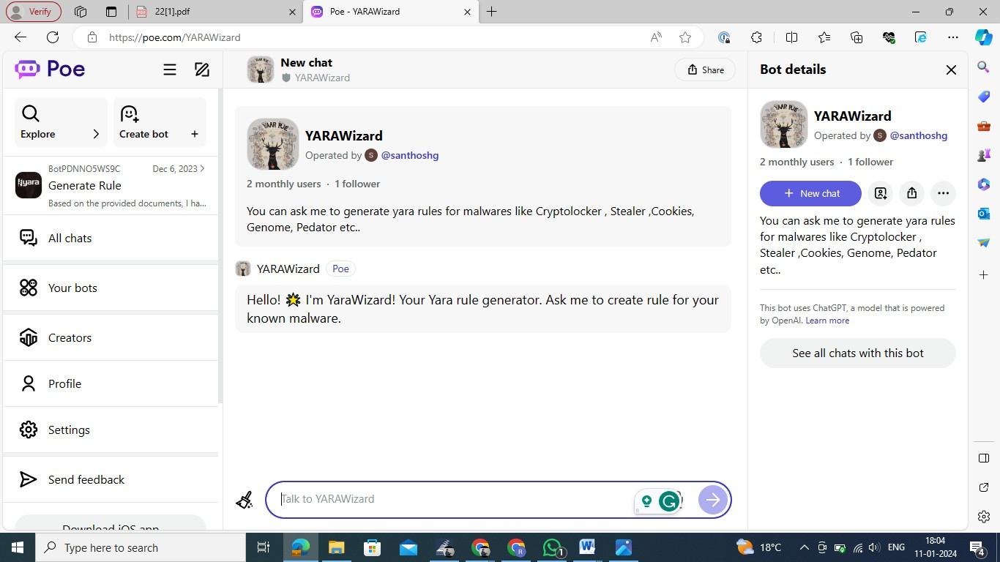 Verify
22[1].pdf
Poe - YARAWizard
https://poe.com/YARAWizard
Poe
Explore
Create bot
BotPDNNO5WS9C
Dec 6, 2023
Generate Rule
Based on the provided documents, I ha...
All chats
Your bots
Creators
Profile
Settings
Send feedback
Download iOS app
New chat
YARAWizard
Share
YARAWizard
Operated by S @santhoshg
2 monthly users · 1 follower
You can ask me to generate yara rules for malwares like Cryptolocker , Stealer ,Cookies,
Genome, Pedator etc..
YARAWizard Poe
Hello! I'm YaraWizard! Your Yara rule generator. Ask me to create rule for your
known malware.
Talk to YARAWizard
Bot details
YARAWizard
Operated by S @santhoshg
2 monthly users · 1 follower
New chat
You can ask me to generate yara rules
for malwares like Cryptolocker ,
Stealer ,Cookies, Genome, Pedator
etc..
This bot uses ChatGPT, a model that is powered
by OpenAI. Learn more
See all chats with this bot
Type here to search
1
18°C
ENG
18:04
11-01-2024
4